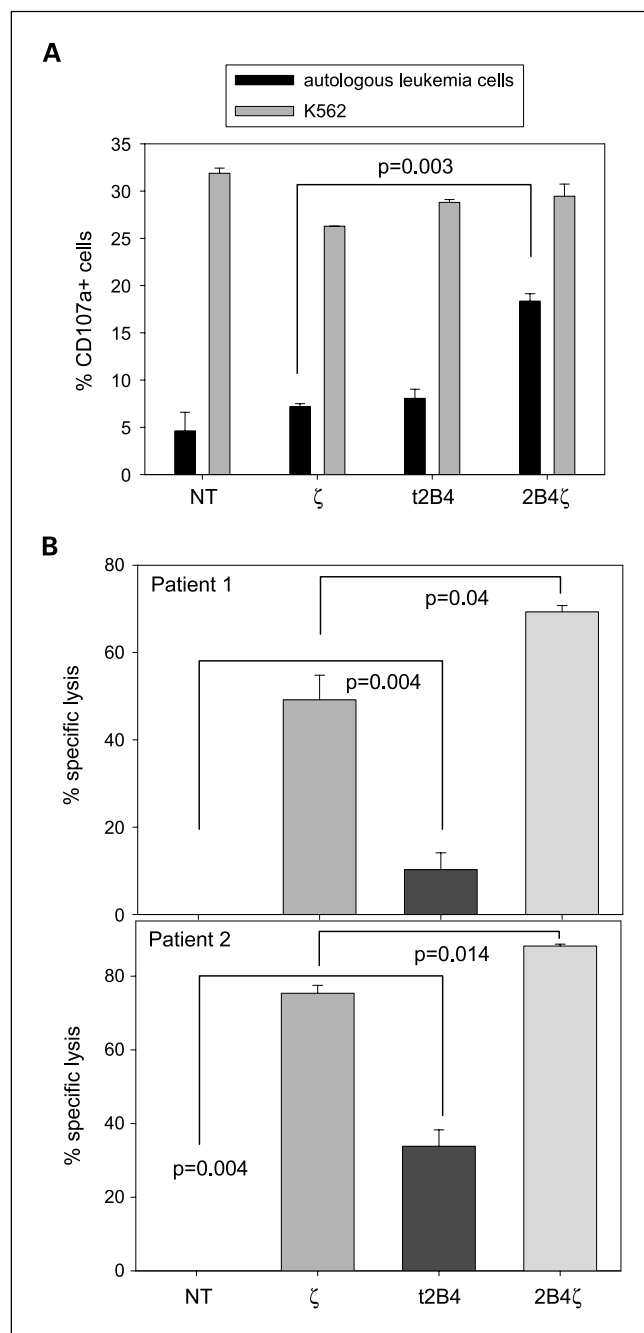 A
autologous leukemia cells
K562
35
30
25
20
15
10
5
0
% CD107a+ cells
p=0.003
NT ζ t2B4 2B4ζ
B
80
60
40
20
0
% specific lysis
Patient 1
p=0.04
p=0.004
80
60
40
20
0
% specific lysis
Patient 2
p=0.014
p=0.004
NT ζ t2B4 2B4ζ